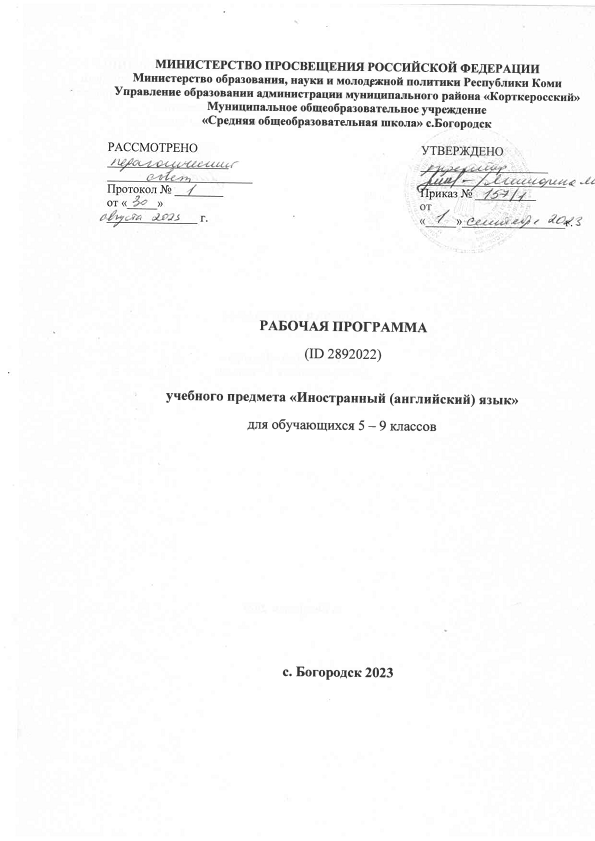 МИНИСТЕРСТВО ПРОСВЕЩЕНИЯ РОССИЙСКОЙ ФЕДЕРАЦИИ
Министерство образования, науки и молодежной политики Республики Коми
Управление образовании администрации муниципального района «Корткеросский»
Муниципальное общеобразовательное учреждение
«Средняя общеобразовательная школа» с.Богородск
РАССМОТРЕНО
педагогический
совет
Протокол № 1
от « 30 »
августа 2023 г.
УТВЕРЖДЕНО
директор
Приказ № 157/1
от
« 1 » сентября 2023 г.
РАБОЧАЯ ПРОГРАММА
(ID 2892022)
учебного предмета «Иностранный (английский) язык»
для обучающихся 5 – 9 классов
с. Богородск 2023